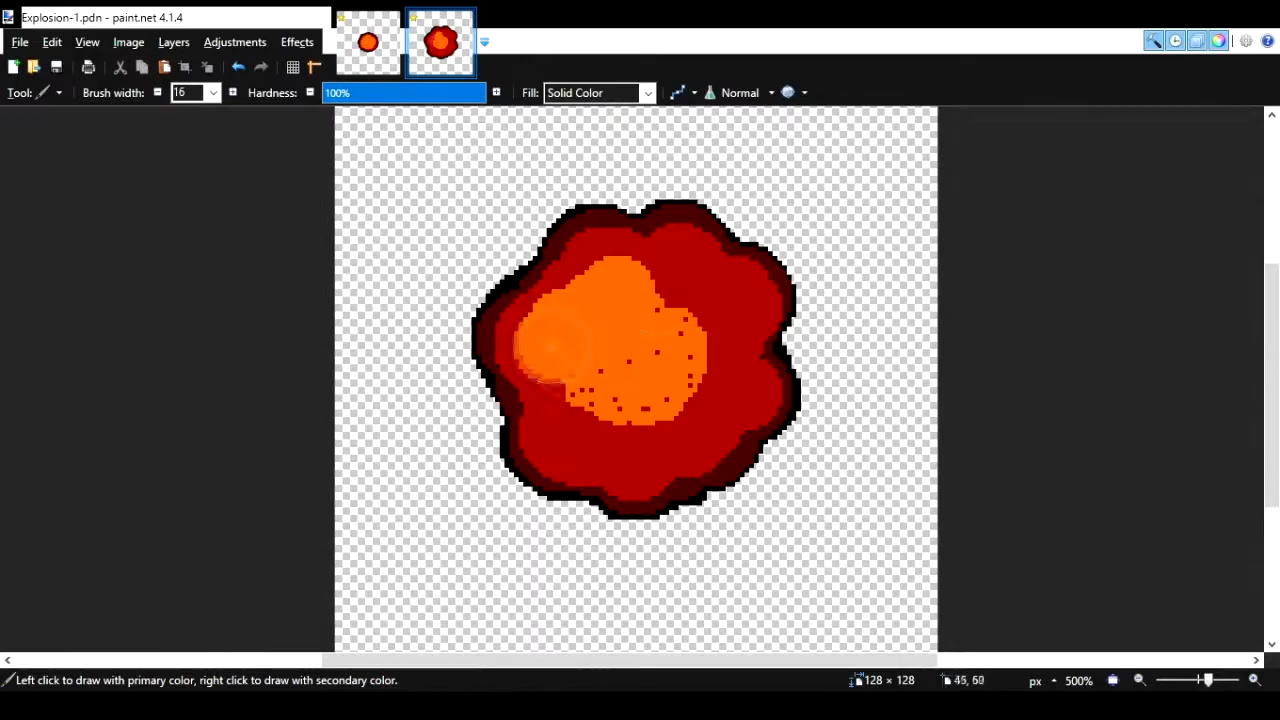 Explosion-1.pdn - paint.net 4.1.4
File Edit View Image Layers Adjustments Effects
Tool: Brush width: 16 Hardness: 100% Fill: Solid Color Normal
Left click to draw with primary color, right click to draw with secondary color. 128 × 128 px 500%